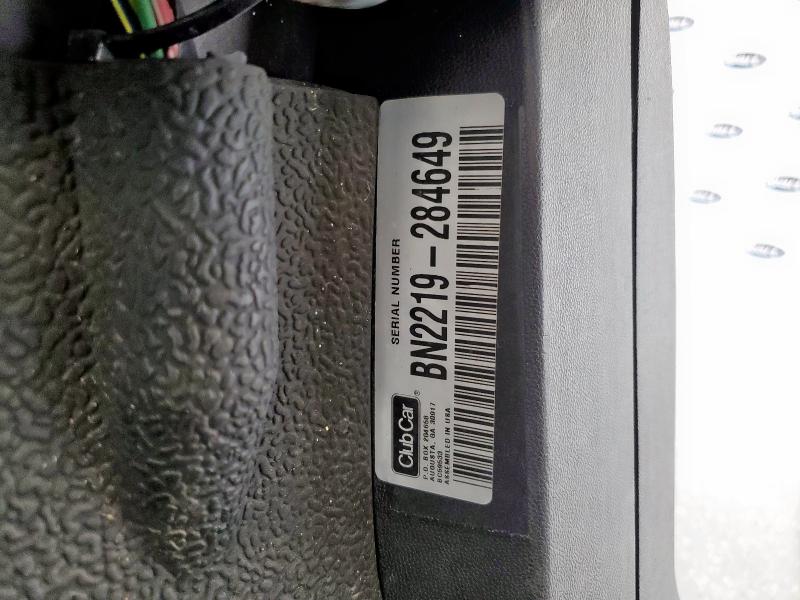 SERIAL NUMBER
BN2219-284649
Club Car®
P.O. BOX 204658
AUGUSTA, GA 30917
ASSEMBLED IN USA